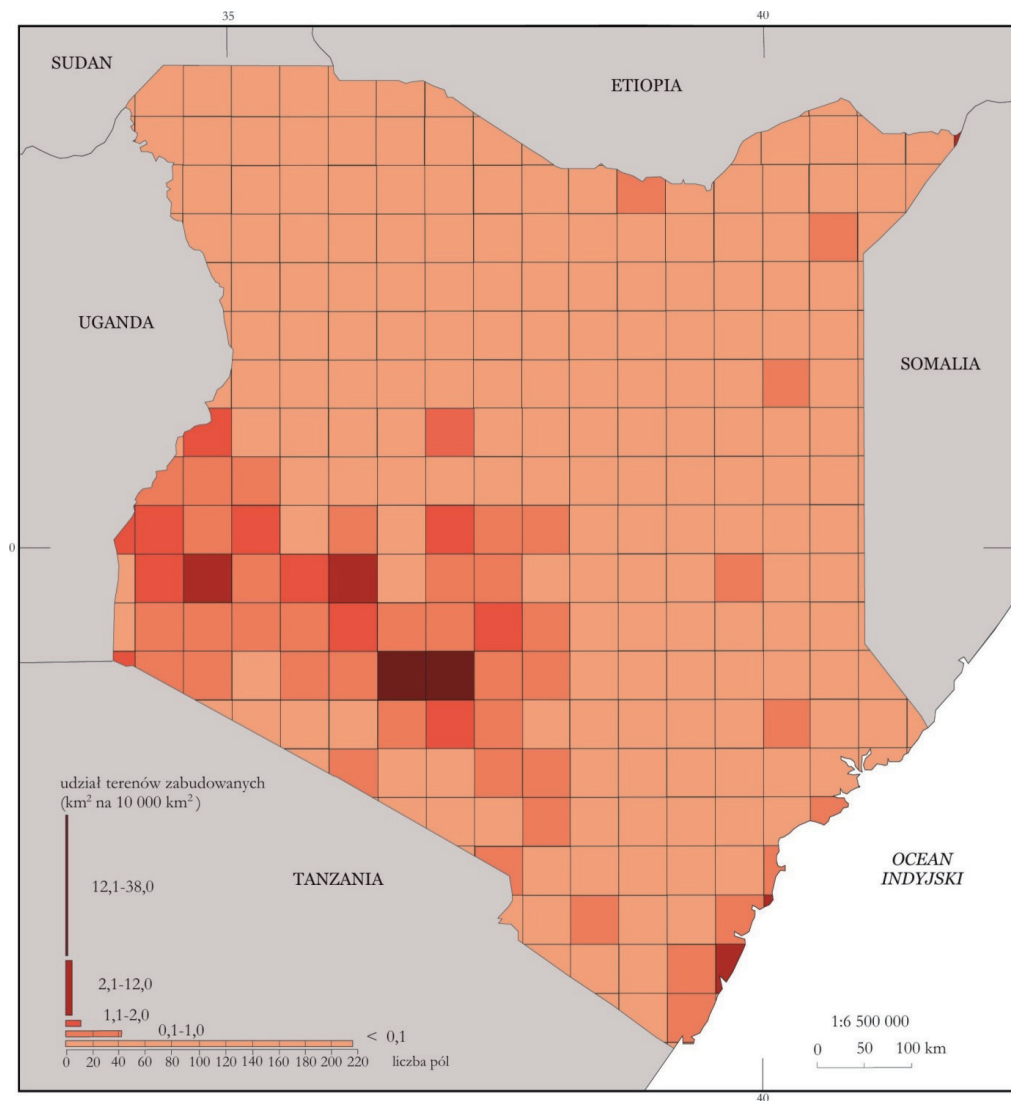 35
40
SUDAN
ETIOPIA
UGANDA
SOMALIA
0
udział terenów zabudowanych
(km² na 10 000 km²)
12,1-38,0
TANZANIA
OCEAN
INDYJSKI
2,1-12,0
1,1-2,0
0,1-1,0
< 0,1
0 20 40 60 80 100 120 140 160 180 200 220
liczba pól
1:6 500 000
0 50 100 km
40